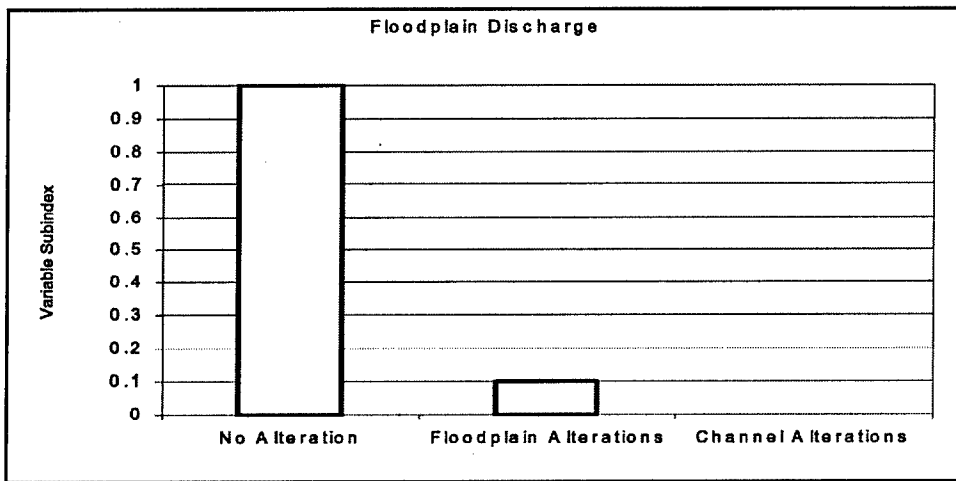 Floodplain Discharge
Variable Subindex
1
0.9
0.8
0.7
0.6
0.5
0.4
0.3
0.2
0.1
0
No Alteration
Floodplain Alterations
Channel Alterations